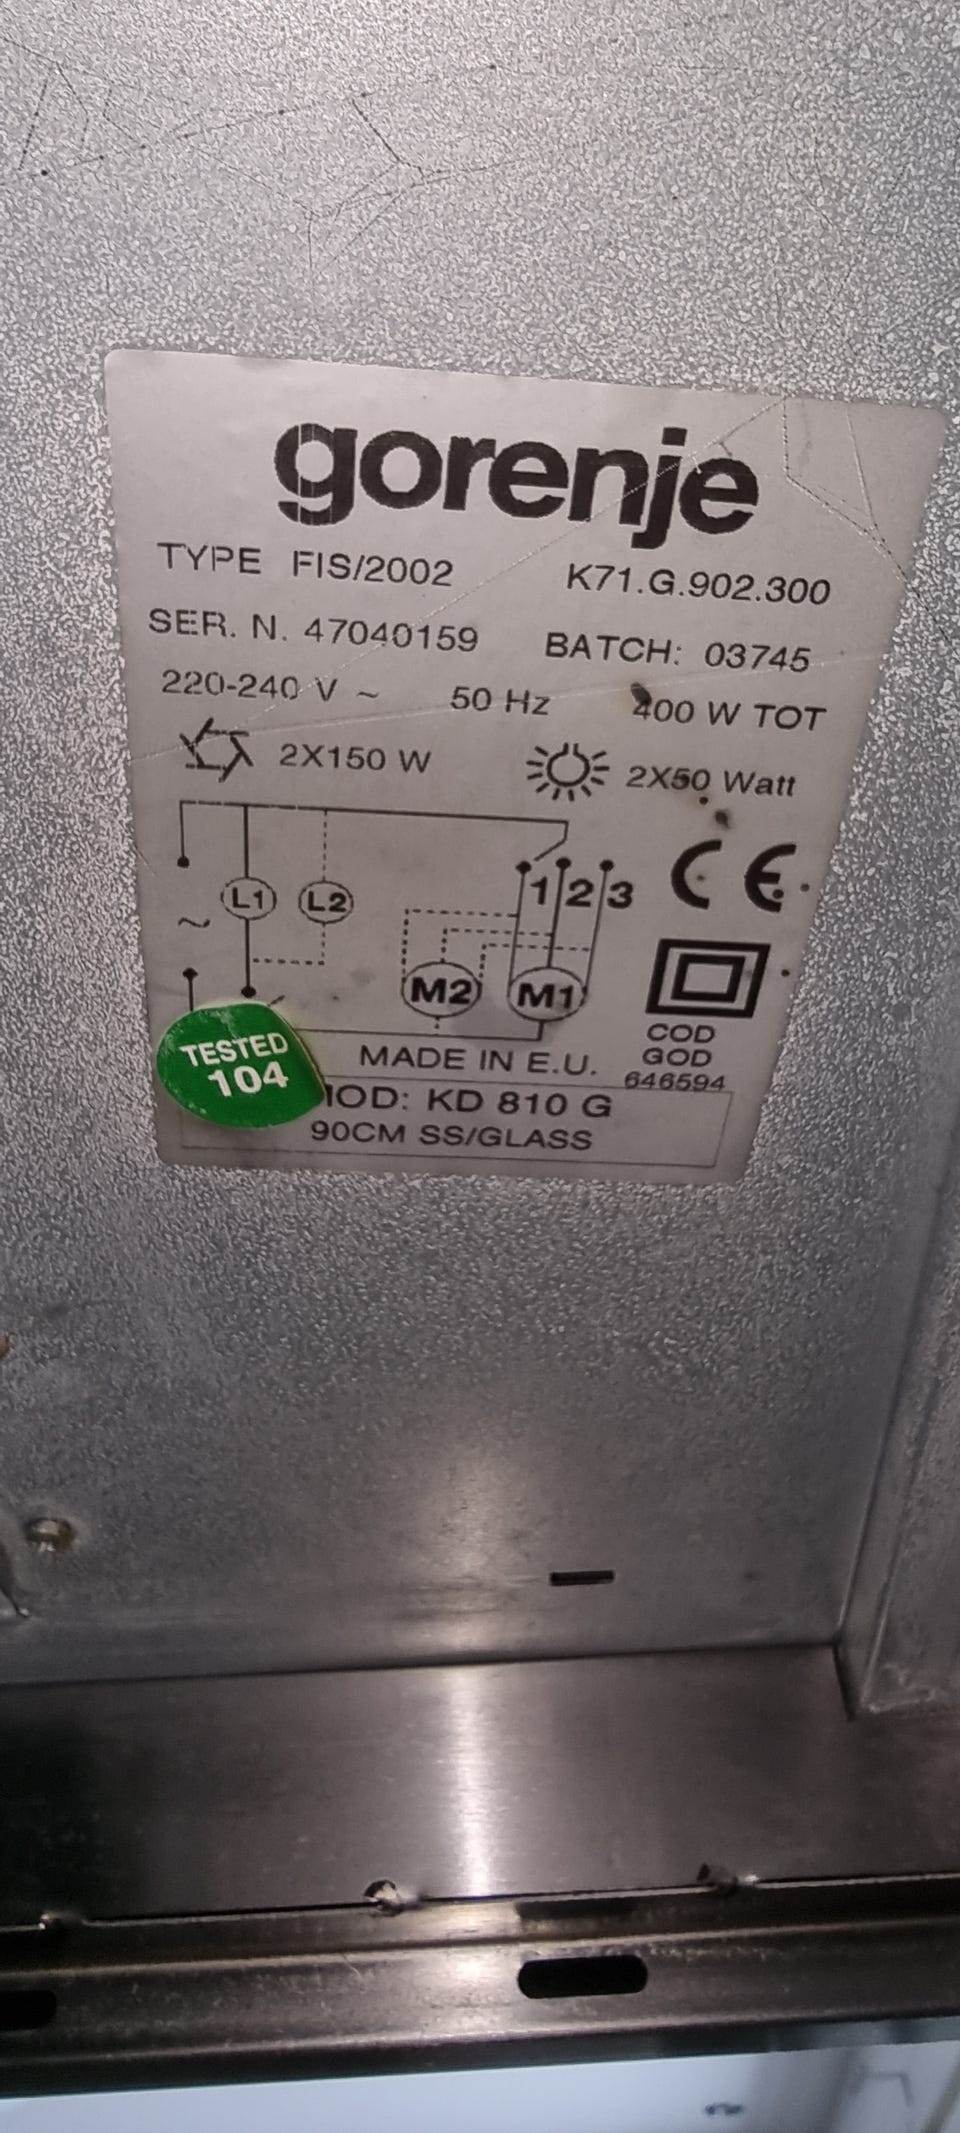 gorenje
TYPE FIS/2002 K71.G.902.300
SER. N. 47040159 BATCH: 03745
220-240 V ~ 50 Hz 400 W TOT
2X150 W 2X50 Watt
L1 L2 1 2 3 CE
~
M2 M1
COD
GOD
646594
MADE IN E.U.
TESTED
104
MOD: KD 810 G
90CM SS/GLASS